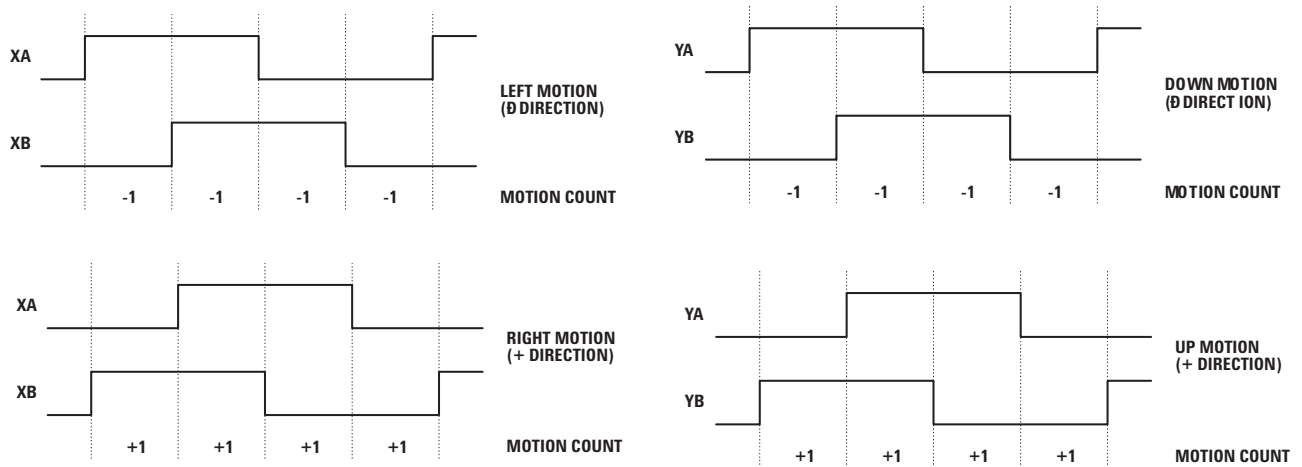 XA
LEFT MOTION
(Ð DIRECTION)
XB
-1 -1 -1 -1 MOTION COUNT
YA
DOWN MOTION
(Ð DIRECT ION)
YB
-1 -1 -1 -1 MOTION COUNT
XA
RIGHT MOTION
(+ DIRECTION)
XB
+1 +1 +1 +1 MOTION COUNT
YA
UP MOTION
(+ DIRECTION)
YB
+1 +1 +1 +1 MOTION COUNT